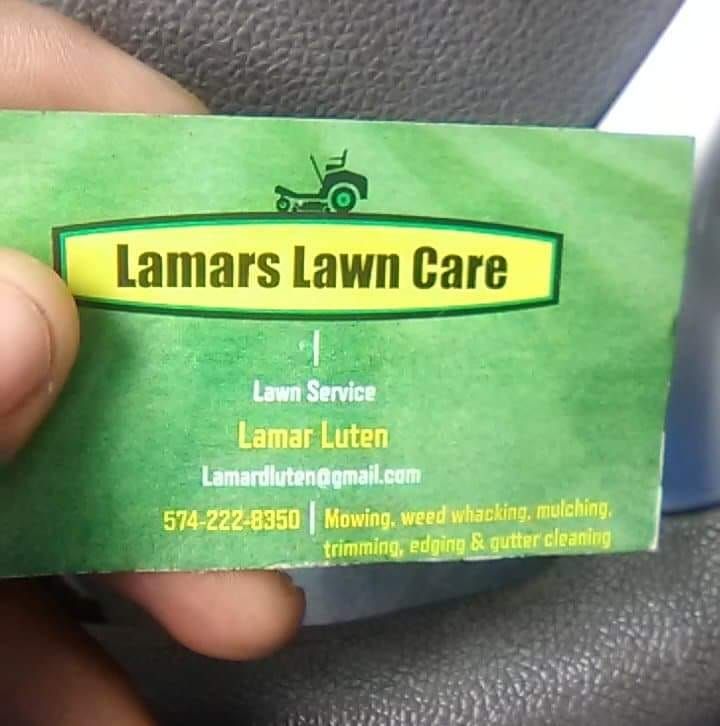 Lamars Lawn Care
Lawn Service
Lamar Luten
Lamardluten@gmail.com
574-222-8350 | Mowing, weed whacking, mulching,
trimming, edging & gutter cleaning